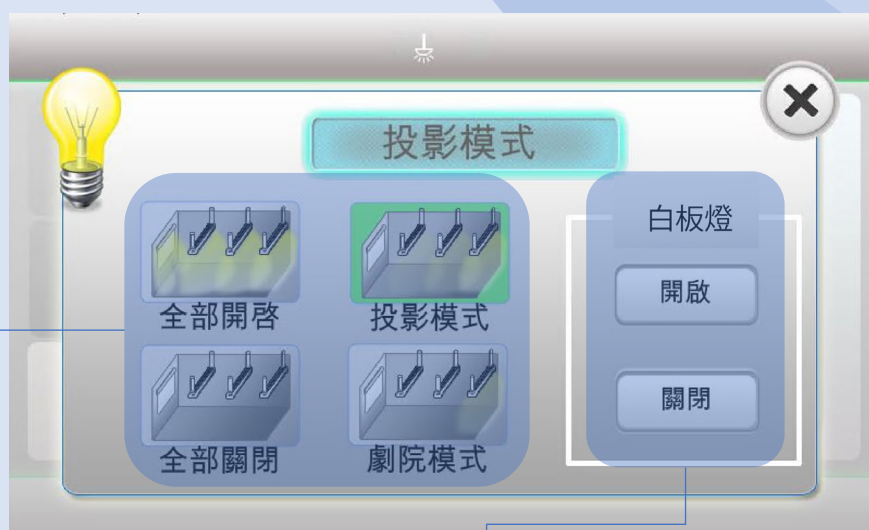 投影模式
全部開啓
投影模式
全部關閉
劇院模式
白板燈
開啟
關閉